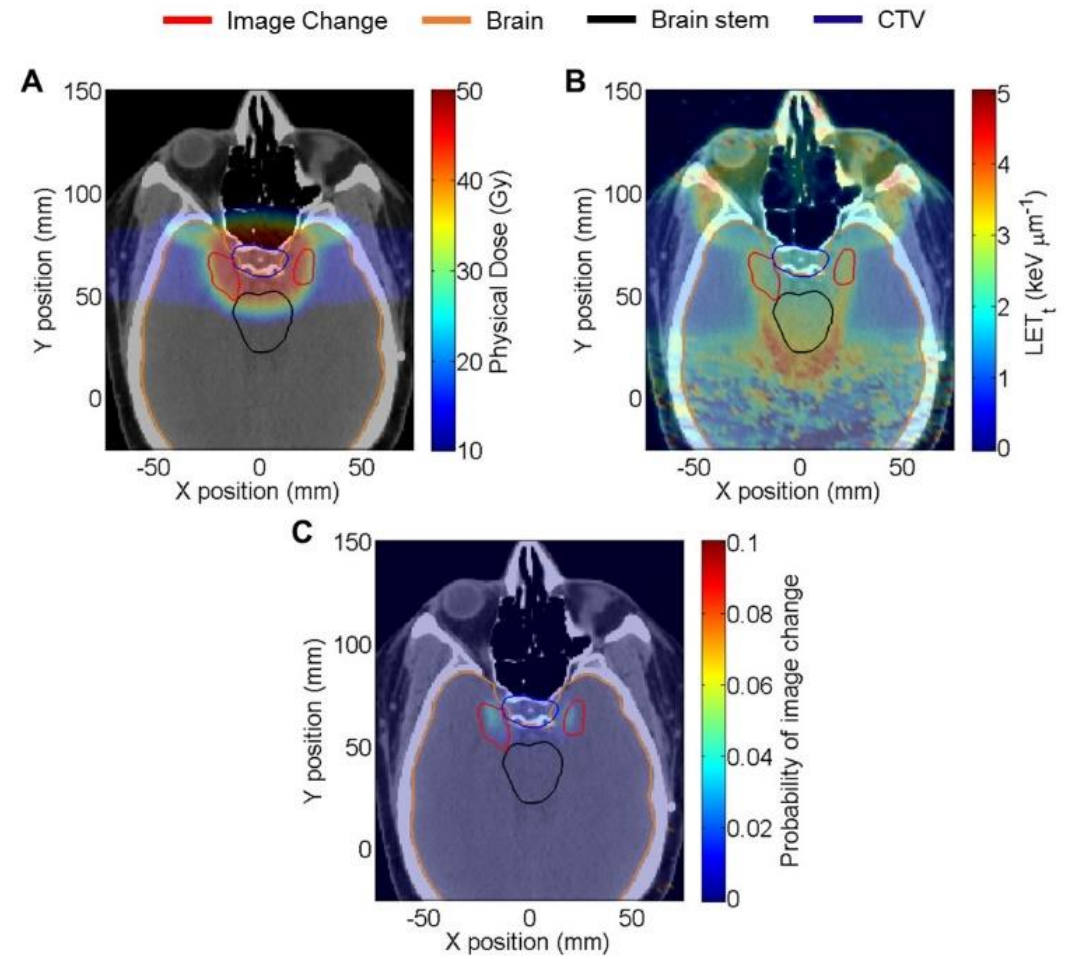 Image Change Brain Brain stem CTV
A
150
100
50
0
Y position (mm)
-50 0 50
X position (mm)
50
40
30
20
10
Physical Dose (Gy)
B
150
100
50
0
Y position (mm)
-50 0 50
X position (mm)
5
4
3
2
1
0
LETt (keV μm-1)
C
150
100
50
0
Y position (mm)
-50 0 50
X position (mm)
0.1
0.08
0.06
0.04
0.02
0
Probability of image change